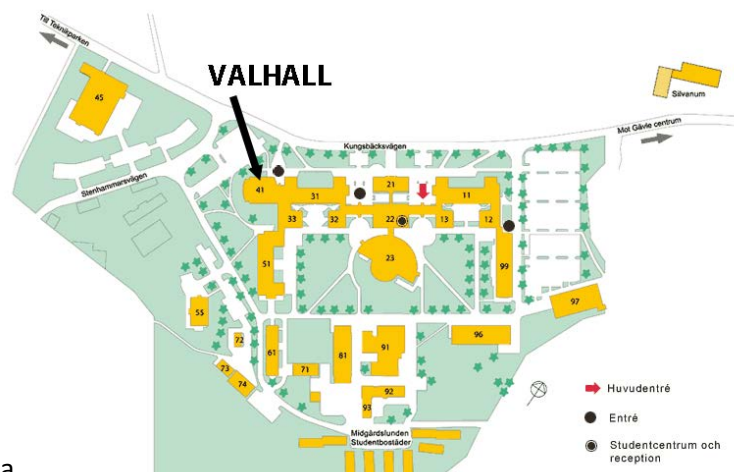 Till Teknikparken
VALHALL
45
Silvanum
Mot Gävle centrum
Kungsbäcksvägen
Stenhammersvägen
41
31
21
11
33
32
22
13
12
51
23
99
97
55
72
61
81
91
96
73
74
71
92
93
Huvudentré
Entré
Studentcentrum och
reception
Midgårdslunden
Studentbostäder
a